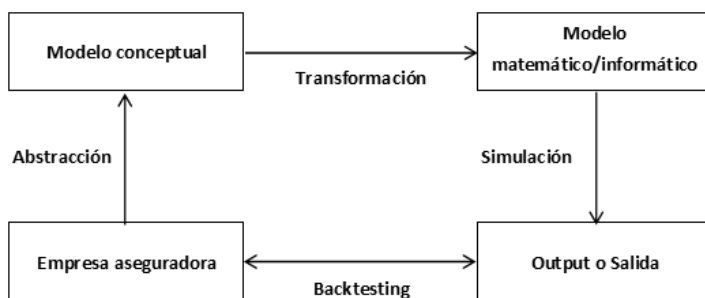 Modelo conceptual
Modelo
matemático/informático
Transformación
Abstracción
Simulación
Empresa aseguradora
Output o Salida
Backtesting